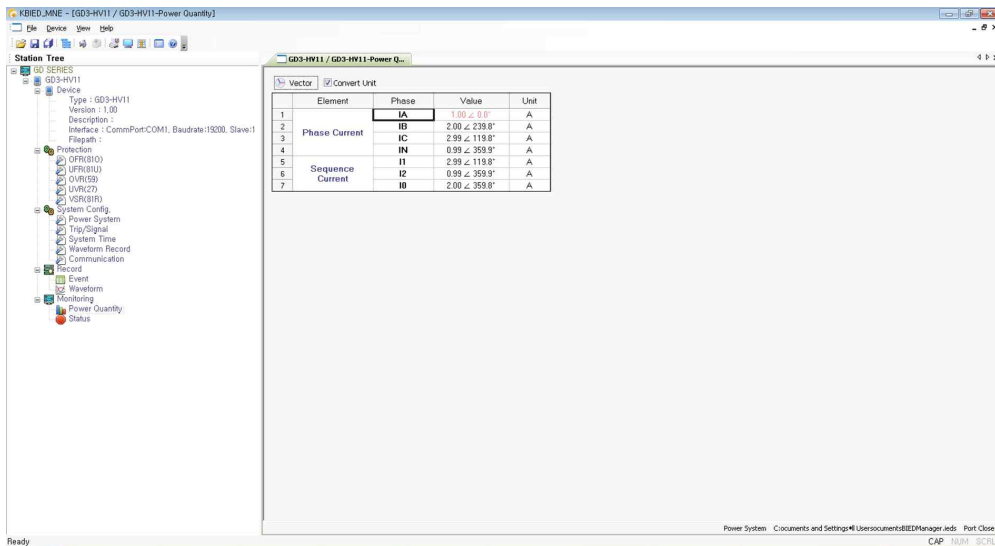 KBIED_MNE - [GD3-HV11 / GD3-HV11-Power Quantity]
File Device View Help
Station Tree
GD SERIES
GD3-HV11
Device
Type : GD3-HV11
Version : 1,00
Description :
Interface : CommPort:COM1, Baudrate:19200, Slave:1
Filepath :
Protection
OFR(81O)
UFR(81U)
OVR(59)
UVR(27)
VSR(81R)
System Config,
Power System
Trip/Signal
System Time
Waveform Record
Communication
Record
Event
Waveform
Monitoring
Power Quantity
Status
GD3-HV11 / GD3-HV11-Power Q...
Vector Convert Unit
Element Phase Value Unit
1 IA 1.00 ∠ 0.0° A
2 IB 2.00 ∠ 239.8° A
Phase Current
3 IC 2.99 ∠ 119.8° A
4 IN 0.99 ∠ 359.9° A
5 I1 2.99 ∠ 119.8° A
Sequence
6 I2 0.99 ∠ 359.9° A
Current
7 I0 2.00 ∠ 359.8° A
Power System C:ocuments and Settings\ll UsersocumentsBIEDManager.ieds Port Close
Ready CAP NUM SCRL